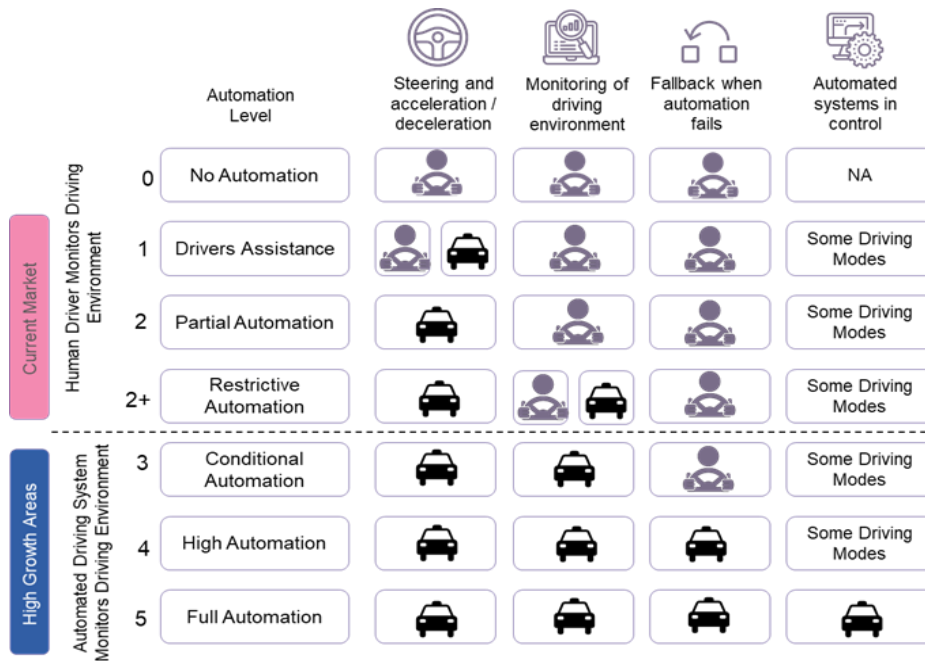 Automation
Level
Steering and
acceleration /
deceleration
Monitoring of
driving
environment
Fallback when
automation
fails
Automated
systems in
control
Current Market
Human Driver Monitors Driving
Environment
0
No Automation
NA
1
Drivers Assistance
Some Driving
Modes
2
Partial Automation
Some Driving
Modes
2+
Restrictive
Automation
Some Driving
Modes
High Growth Areas
Automated Driving System
Monitors Driving Environment
3
Conditional
Automation
Some Driving
Modes
4
High Automation
Some Driving
Modes
5
Full Automation